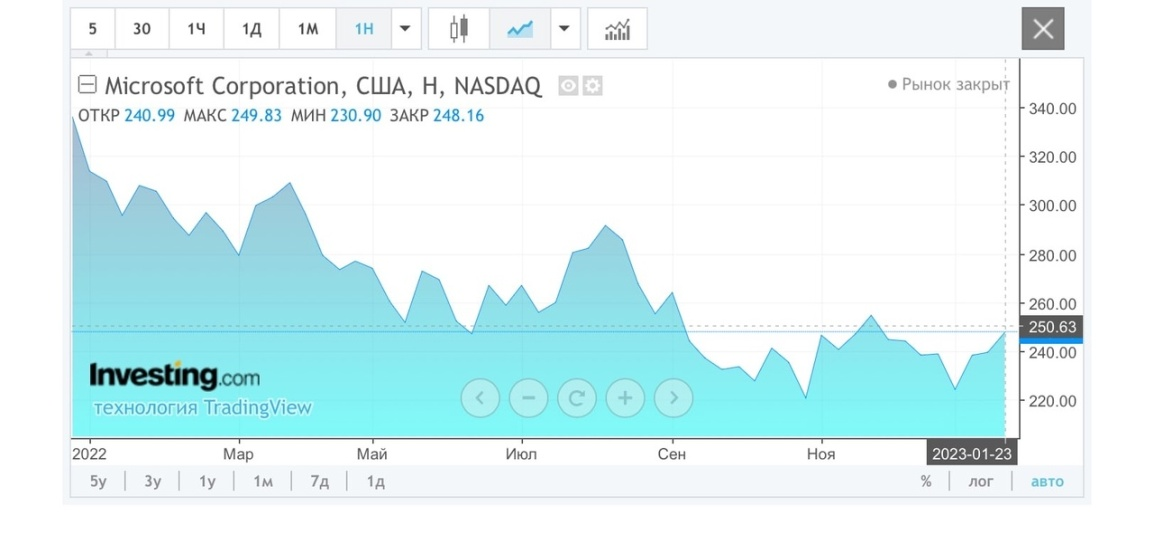 5 30 1Ч 1Д 1М 1Н
Microsoft Corporation, США, Н, NASDAQ
Рынок закрыт
ОТКР 240.99 МАКС 249.83 МИН 230.90 ЗАКР 248.16
340.00
320.00
300.00
280.00
260.00
250.63
240.00
220.00
Investing.com
технология TradingView
2022 Мар Май Июл Сен Ноя 2023-01-23
5у 3у 1у 1м 7д 1д % лог авто